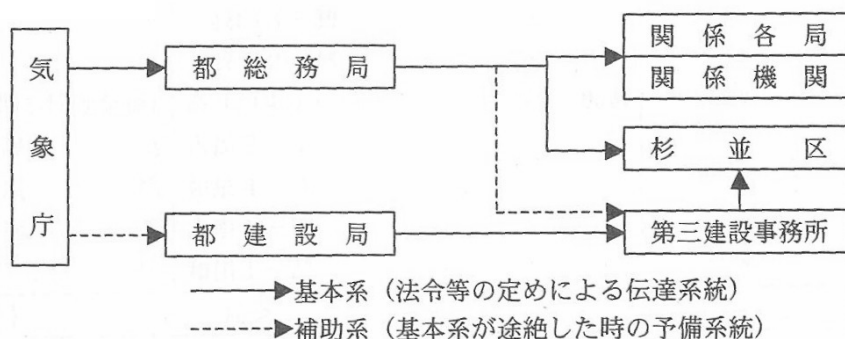 気象庁
都総務局
都建設局
関係各局
関係機関
杉並区
第三建設事務所
基本系（法令等の定めによる伝達系統）
補助系（基本系が途絶した時の予備系統）